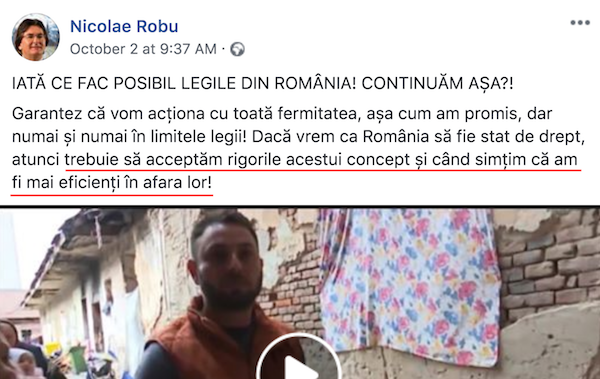 Nicolae Robu
October 2 at 9:37 AM ·
IATĂ CE FAC POSIBIL LEGILE DIN ROMÂNIA! CONTINUĂM AȘA?!
Garantez că vom acționa cu toată fermitatea, așa cum am promis, dar
numai și numai în limitele legii! Dacă vrem ca România să fie stat de drept,
atunci trebuie să acceptăm rigorile acestui concept și când simțim că am
fi mai eficienți în afara lor!